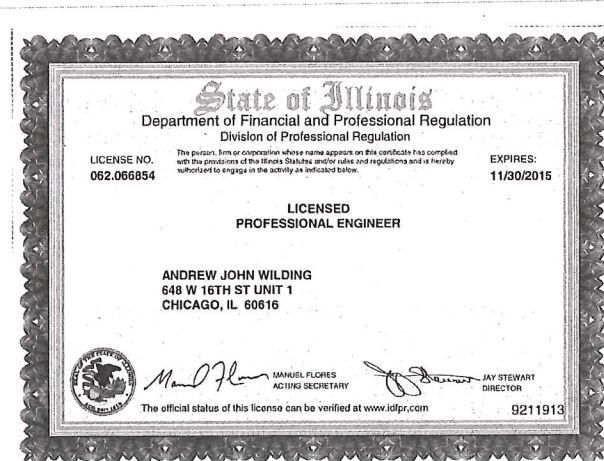 State of Illinois
Department of Financial and Professional Regulation
Division of Professional Regulation
LICENSE NO.
062.066854
The person, firm or corporation whose name appears on this certificate has complied
with the provisions of the Illinois Statutes and/or rules and regulations and is hereby
authorized to engage in the activity as indicated below.
EXPIRES:
11/30/2015
LICENSED
PROFESSIONAL ENGINEER
ANDREW JOHN WILDING
648 W 16TH ST UNIT 1
CHICAGO, IL 60616
MANUEL FLORES
ACTING SECRETARY
JAY STEWART
DIRECTOR
The official status of this license can be verified at www.idfpr.com
9211913